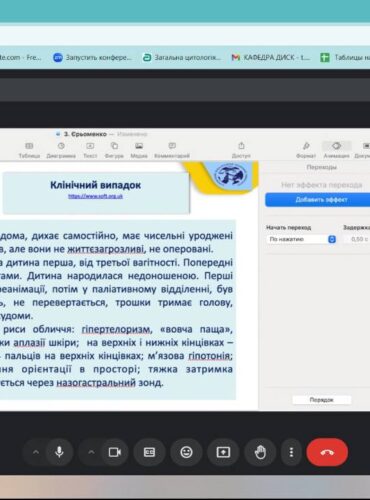 te.com - Fre...
Запустить конфере...
Загальна цитологія...
КАФЕДРА ДИСК - t....
Таблицы на
3. Єрьоменко — Изменено
Таблица
Диаграмма
Текст
Фигура
Медиа
Комментарий
Доступ
Формат
Анимация
Докум
Переходы
Нет эффекта перехода
Добавить эффект
Начать переход
Задержка
По нажатию
0,50 с
Порядок
Клінічний випадок
https://www.soft.org.uk
дома, дихає самостійно, має чисельні уроджені
в, але вони не життєзагрозливі, не оперовані.
а дитина перша, від третьої вагітності. Попередні
тами. Дитина народилася недоношеною. Перші
еанімації, потім у паліативному відділенні, був
ь, не перевертається, трошки тримає голову,
удоми.
риси обличчя: гіпертелоризм, «вовча паща»,
ки аплазії шкіри; на верхніх і нижніх кінцівках –
4 пальців на верхніх кінцівках; м’язова гіпотонія;
ня орієнтації в просторі; тяжка затримка
ується через назогастральний зонд.